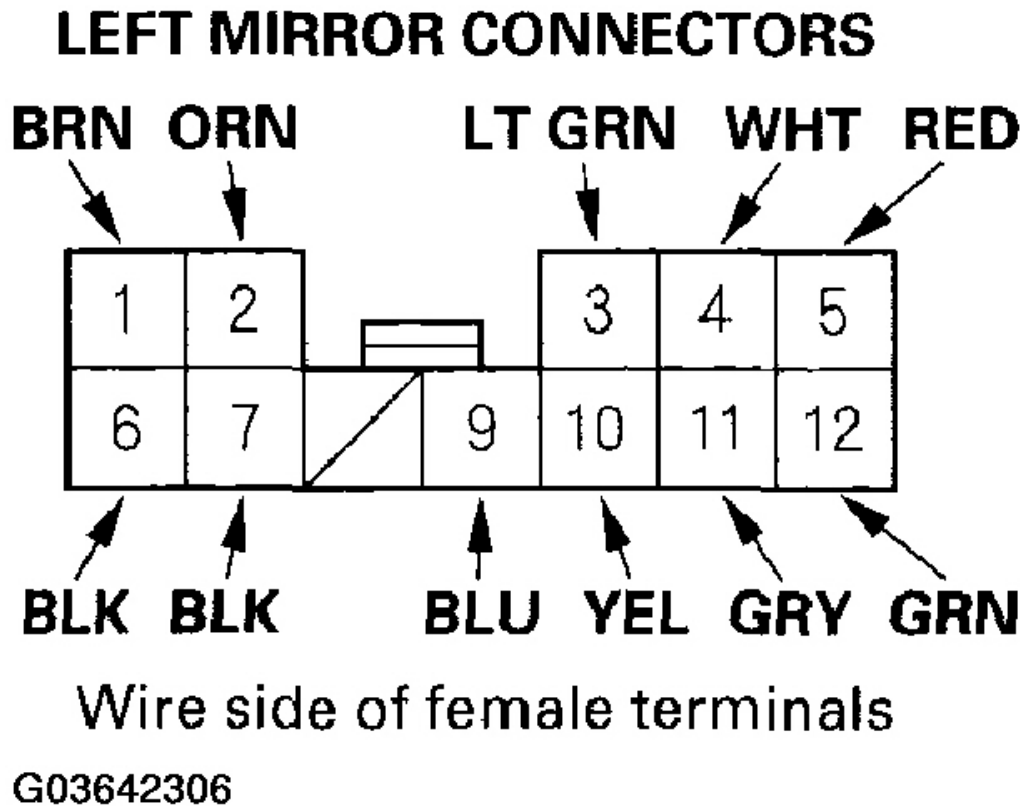 LEFT MIRROR CONNECTORS
BRN ORN LT GRN WHT RED
1 2 3 4 5
6 7 9 10 11 12
BLK BLK BLU YEL GRY GRN
Wire side of female terminals
G03642306